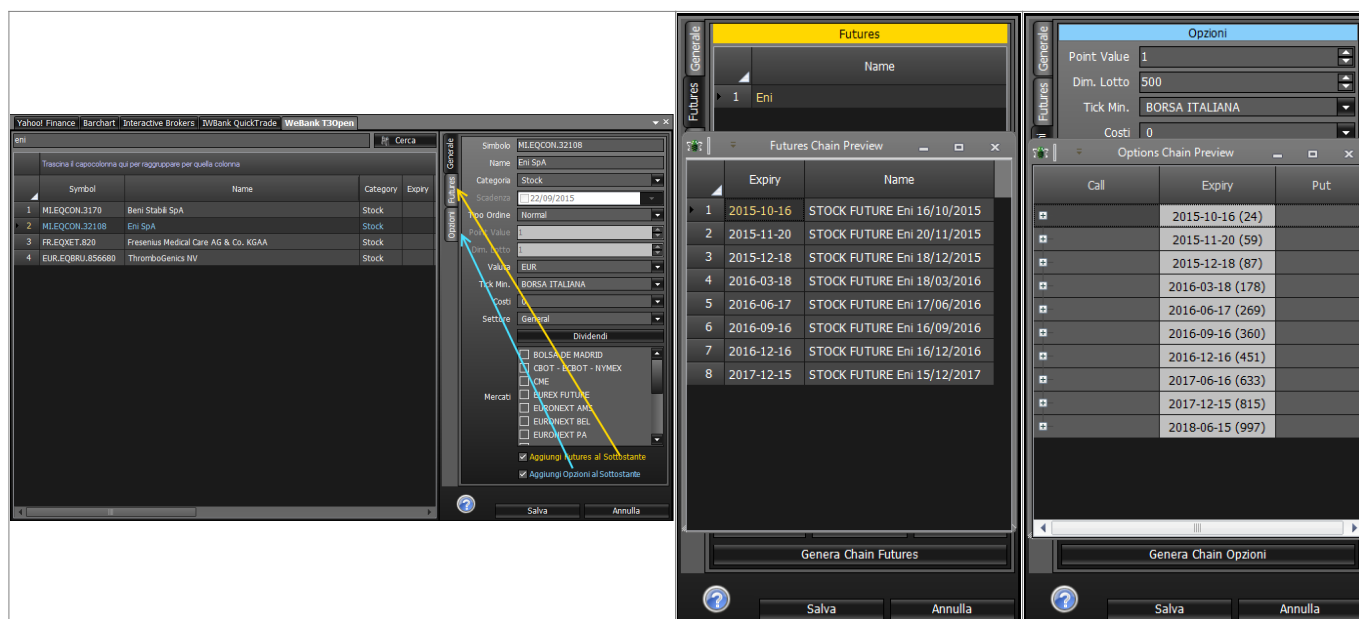 Yahoo! Finance Barchart Interactive Brokers IWBank QuickTrade WeBank T3Open
eni Cerca
Trascina il capocolonna qui per raggruppare per quella colonna
Symbol Name Category Expiry
1 MI.EQCON.3170 Beni Stabili SpA Stock
2 MI.EQCON.32108 Eni SpA Stock
3 FR.EQXET.820 Fresenius Medical Care AG & Co. KGAA Stock
4 EUR.EQBRU.856680 ThromboGenics NV Stock
Generale
Futures
Opzioni
Simbolo MI.EQCON.32108
Name Eni SpA
Categoria Stock
Scadenza 22/09/2015
Tipo Ordine Normal
Point Value 1
Dim. Lotto 1
Valuta EUR
Tick Min. BORSA ITALIANA
Costi 0
Settore General
Dividendi
Mercati
BOLSA DE MADRID
CBOT - ECBOT - NYMEX
CME
EUREX FUTURE
EURONEXT AMS
EURONEXT BEL
EURONEXT PA
Aggiungi Futures al Sottostante
Aggiungi Opzioni al Sottostante
Salva Annulla
Generale
Futures
Futures
Name
1 Eni
Futures Chain Preview
Expiry Name
1 2015-10-16 STOCK FUTURE Eni 16/10/2015
2 2015-11-20 STOCK FUTURE Eni 20/11/2015
3 2015-12-18 STOCK FUTURE Eni 18/12/2015
4 2016-03-18 STOCK FUTURE Eni 18/03/2016
5 2016-06-17 STOCK FUTURE Eni 17/06/2016
6 2016-09-16 STOCK FUTURE Eni 16/09/2016
7 2016-12-16 STOCK FUTURE Eni 16/12/2016
8 2017-12-15 STOCK FUTURE Eni 15/12/2017
Genera Chain Futures
Salva Annulla
Generale
Futures
Opzioni
Point Value 1
Dim. Lotto 500
Tick Min. BORSA ITALIANA
Costi 0
Options Chain Preview
Call Expiry Put
2015-10-16 (24)
2015-11-20 (59)
2015-12-18 (87)
2016-03-18 (178)
2016-06-17 (269)
2016-09-16 (360)
2016-12-16 (451)
2017-06-16 (633)
2017-12-15 (815)
2018-06-15 (997)
Genera Chain Opzioni
Salva Annulla